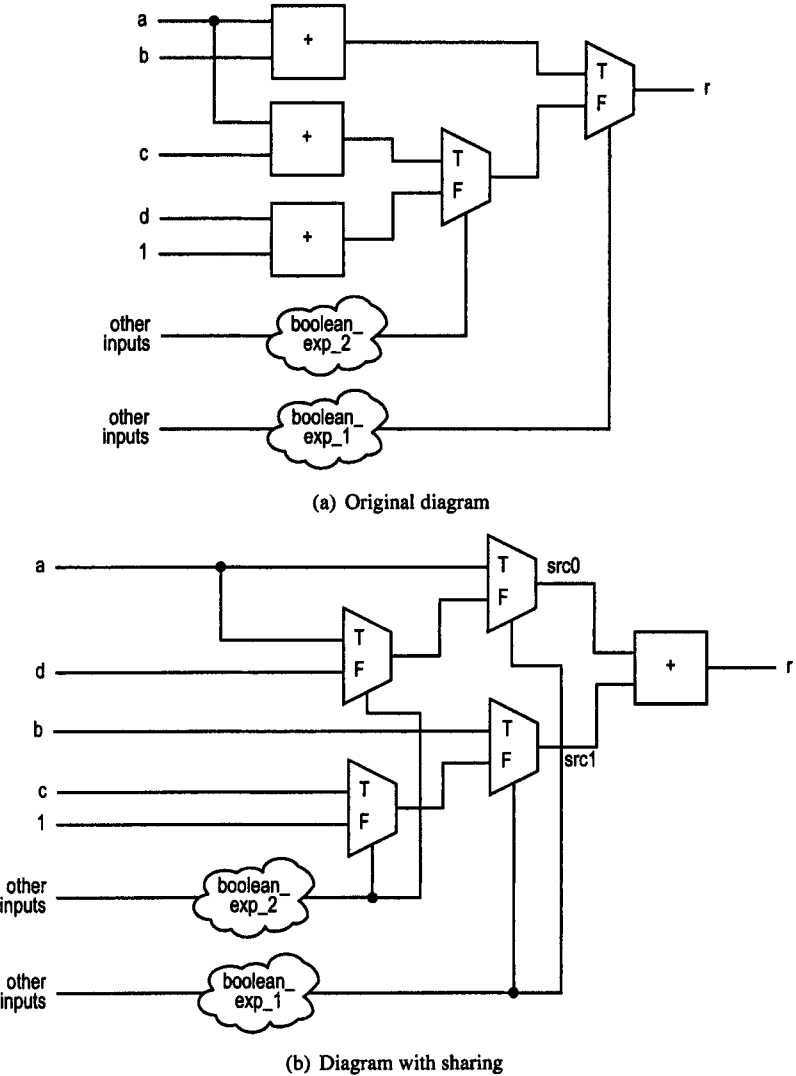 a
+
b
T
F
r
+
c
T
F
d
+
1
other
inputs
boolean_
exp_2
other
inputs
boolean_
exp_1
(a) Original diagram
a
T
F
src0
T
F
d
+
r
b
T
F
src1
c
T
1
F
other
inputs
boolean_
exp_2
other
inputs
boolean_
exp_1
(b) Diagram with sharing